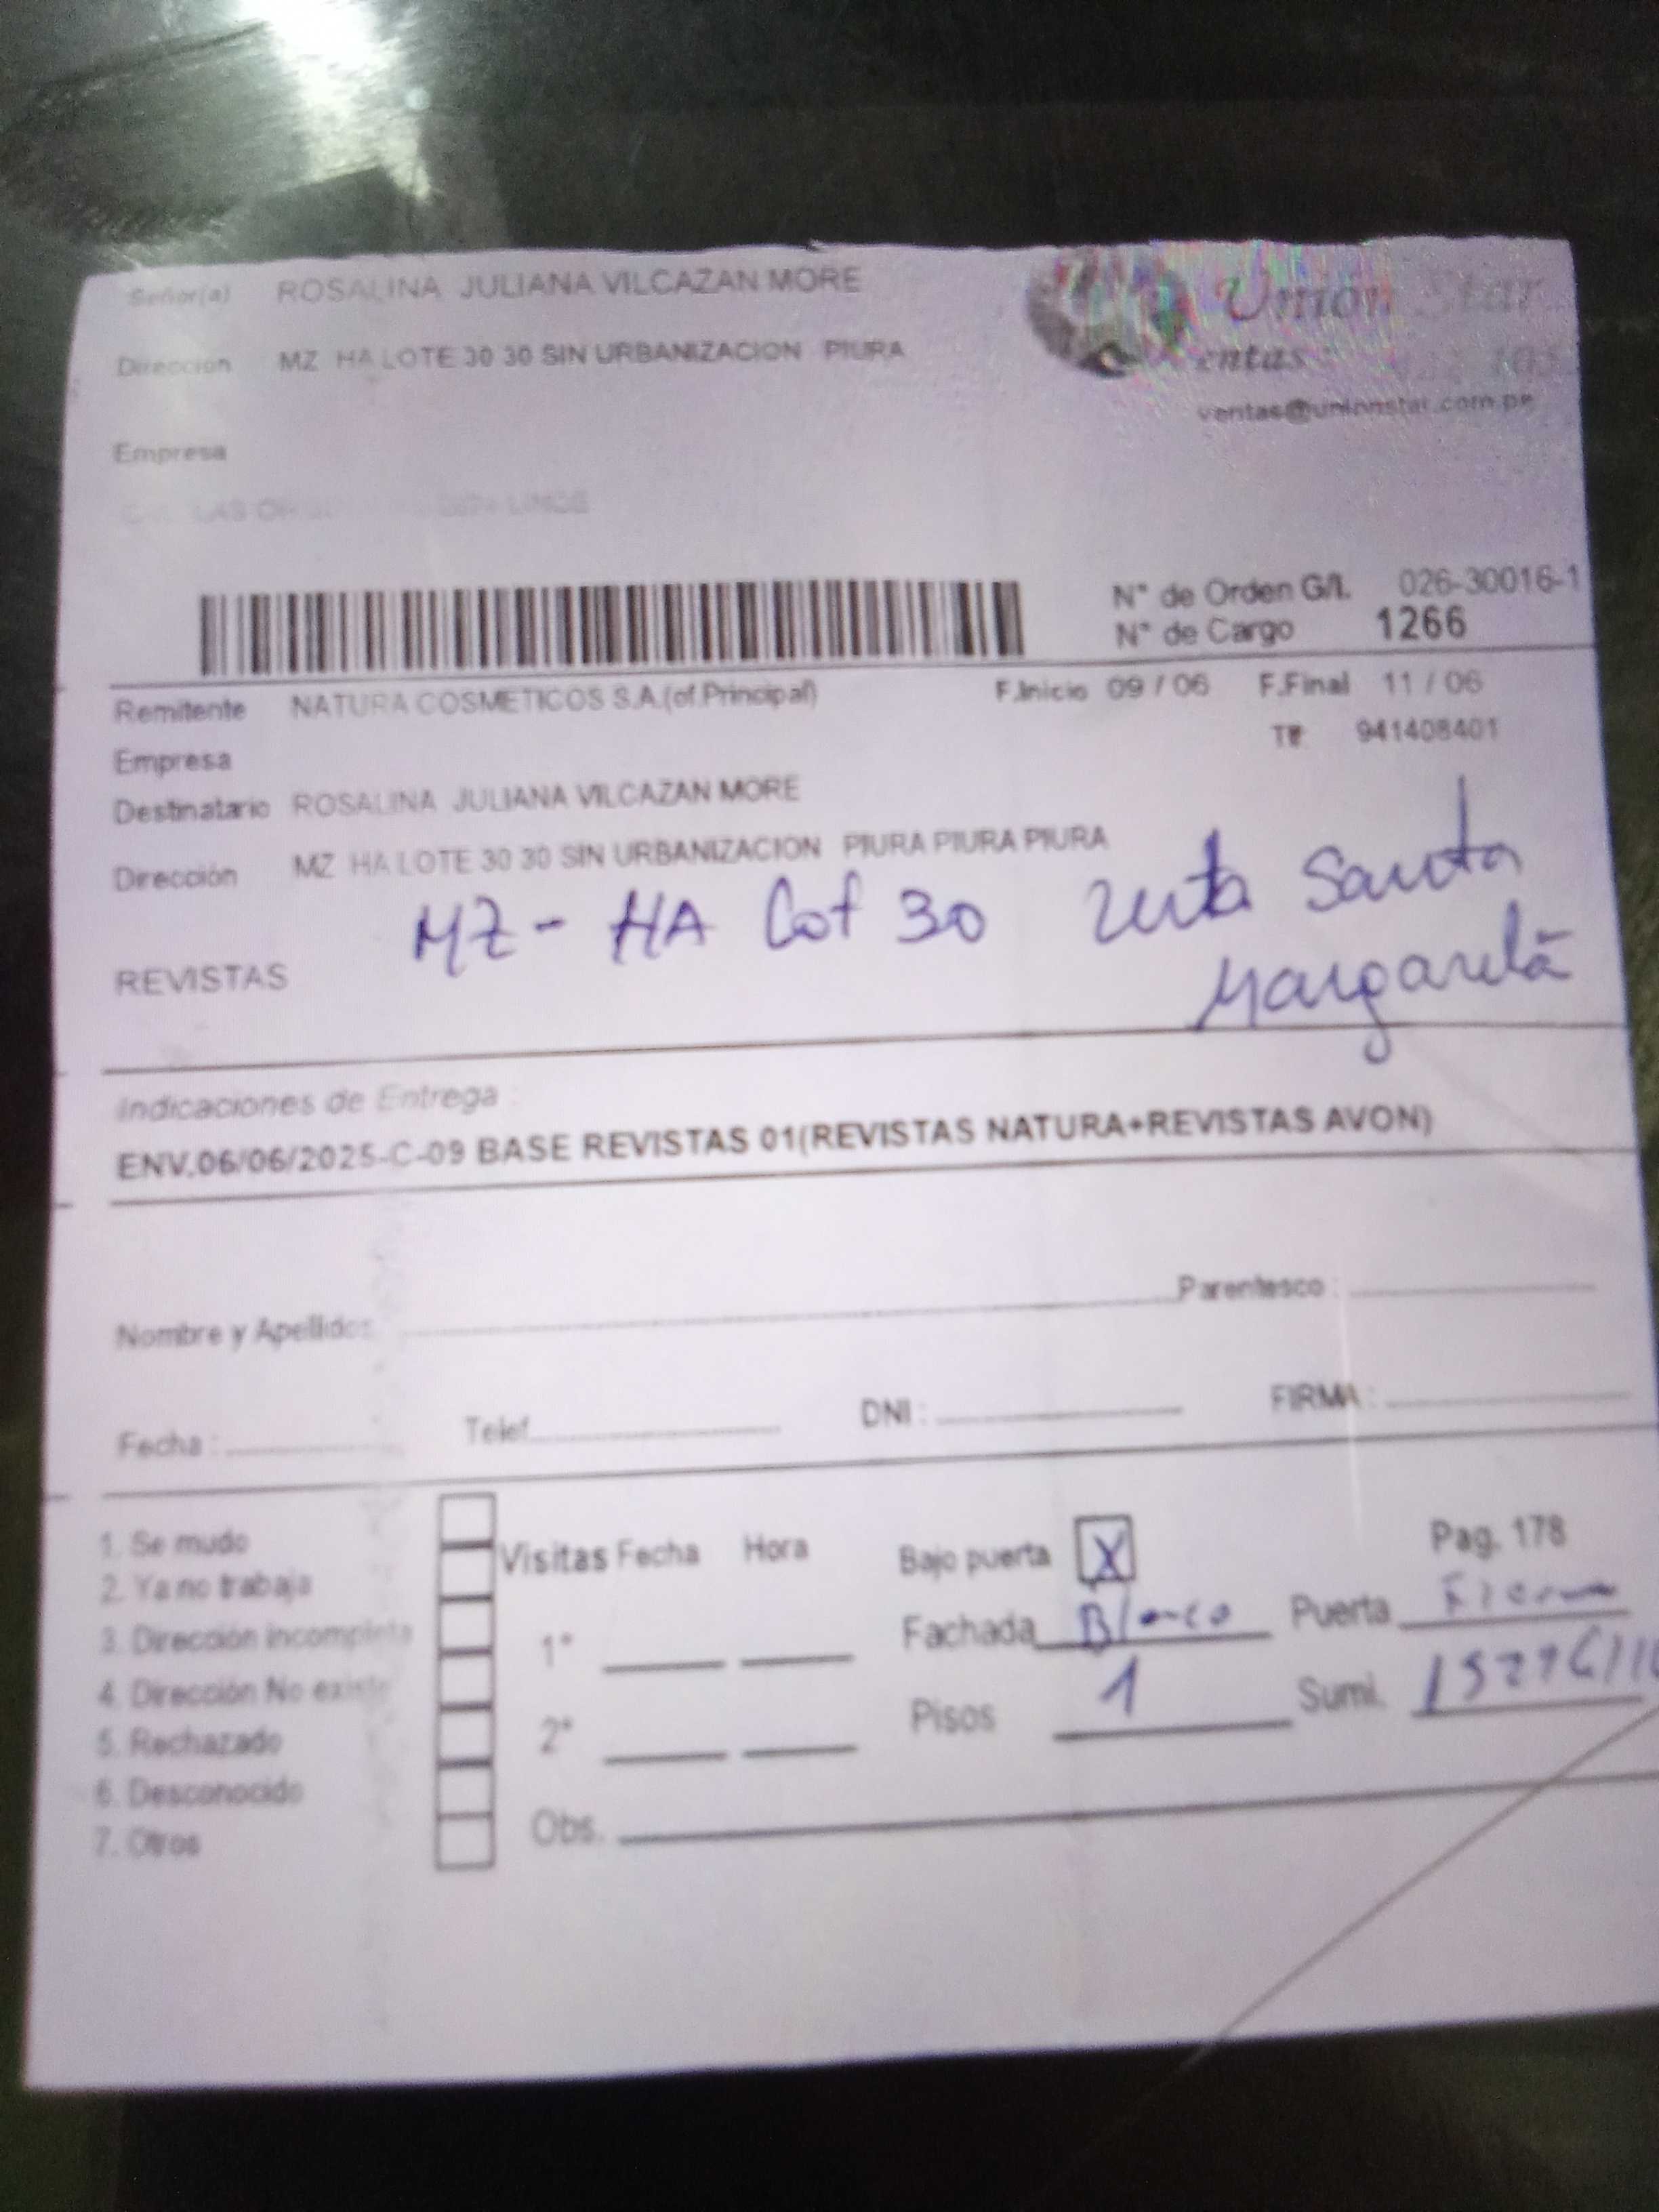 Señor(a) ROSALINA JULIANA VILCAZAN MORE
Dirección MZ HA LOTE 30 30 SIN URBANIZACION PIURA
Unión Star
entas
ventas@unionstar.com.pe
Empresa
LINCE
N° de Orden G/L 026-30016-1
N° de Cargo 1266
Remitente NATURA COSMETICOS S.A.(of.Principal) F.Inicio 09 / 06 F.Final 11 / 06
Empresa 941408401
Destinatario ROSALINA JULIANA VILCAZAN MORE
Dirección MZ HA LOTE 30 30 SIN URBANIZACION PIURA PIURA PIURA
MZ - HA Lot 30 Santa
Margarita
REVISTAS
Indicaciones de Entrega :
ENV.06/06/2025-C-09 BASE REVISTAS 01(REVISTAS NATURA+REVISTAS AVON)
Nombre y Apellidos Parentesco :
Fecha : Telef. DNI : FIRMA :
1. Se mudo
2. Ya no trabaja
3. Dirección incompleta
4. Dirección No existe
5. Rechazado
6. Desconocido
7. Otros
Visitas Fecha Hora
1°
2°
Obs.
Bajo puerta X Pag. 178
Fachada Blanco Puerta Fierro
Pisos 1 Sumi.